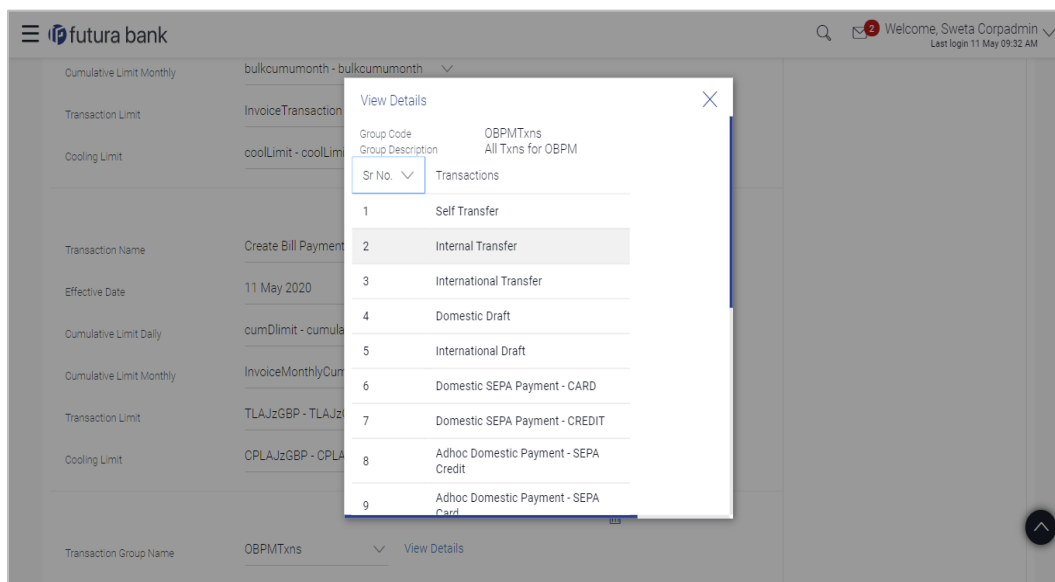 futura bank
2
Welcome, Sweta Corpadmin
Last login 11 May 09:32 AM
Cumulative Limit Monthly bulkcumumonth - bulkcumumonth
Transaction Limit InvoiceTransaction
Cooling Limit coolLimit - coolLimi
Transaction Name Create Bill Payment
Effective Date 11 May 2020
Cumulative Limit Daily cumDlimit - cumula
Cumulative Limit Monthly InvoiceMonthlyCum
Transaction Limit TLAJzGBP - TLAJz
Cooling Limit CPLAJzGBP - CPLA
Transaction Group Name OBPMTxns View Details
View Details
Group Code OBPMTxns
Group Description All Txns for OBPM
Sr No. Transactions
1 Self Transfer
2 Internal Transfer
3 International Transfer
4 Domestic Draft
5 International Draft
6 Domestic SEPA Payment - CARD
7 Domestic SEPA Payment - CREDIT
8 Adhoc Domestic Payment - SEPA
Credit
9 Adhoc Domestic Payment - SEPA
Card